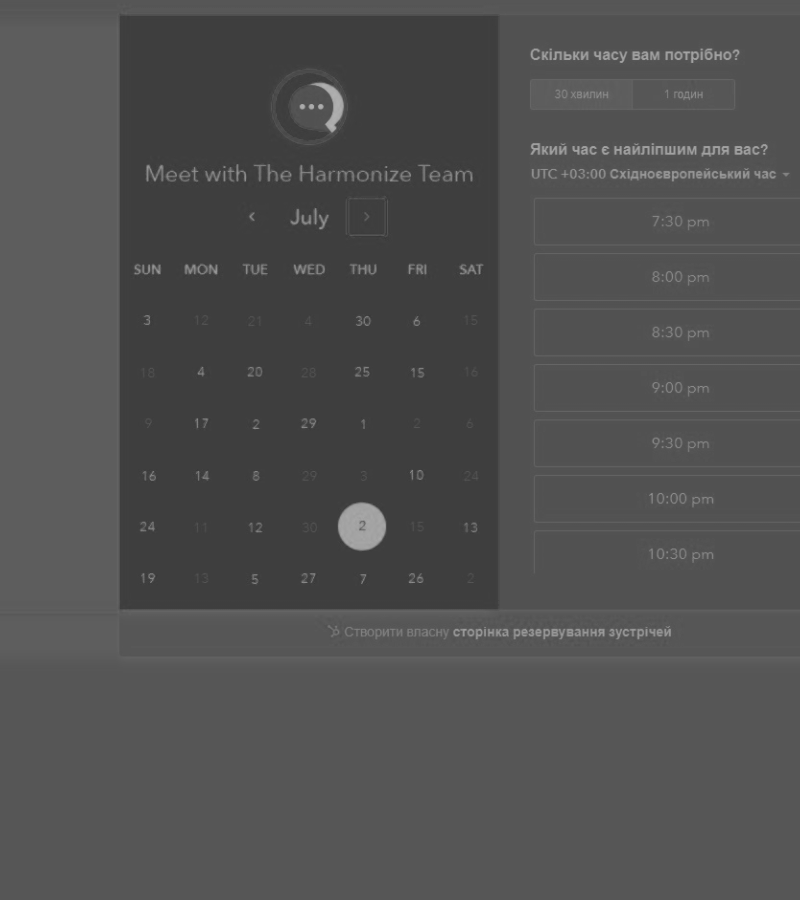 Meet with The Harmonize Team
‹ July ›
SUN MON TUE WED THU FRI SAT
3 12 21 4 30 6 15
18 4 20 28 25 15 16
9 17 2 29 1 2 6
16 14 8 29 3 10 24
24 11 12 30 2 15 13
19 13 5 27 7 26 2
Скільки часу вам потрібно?
30 хвилин 1 годин
Який час є найліпшим для вас?
UTC +03:00 Східноєвропейський час
7:30 pm
8:00 pm
8:30 pm
9:00 pm
9:30 pm
10:00 pm
10:30 pm
Створити власну сторінка резервування зустрічей